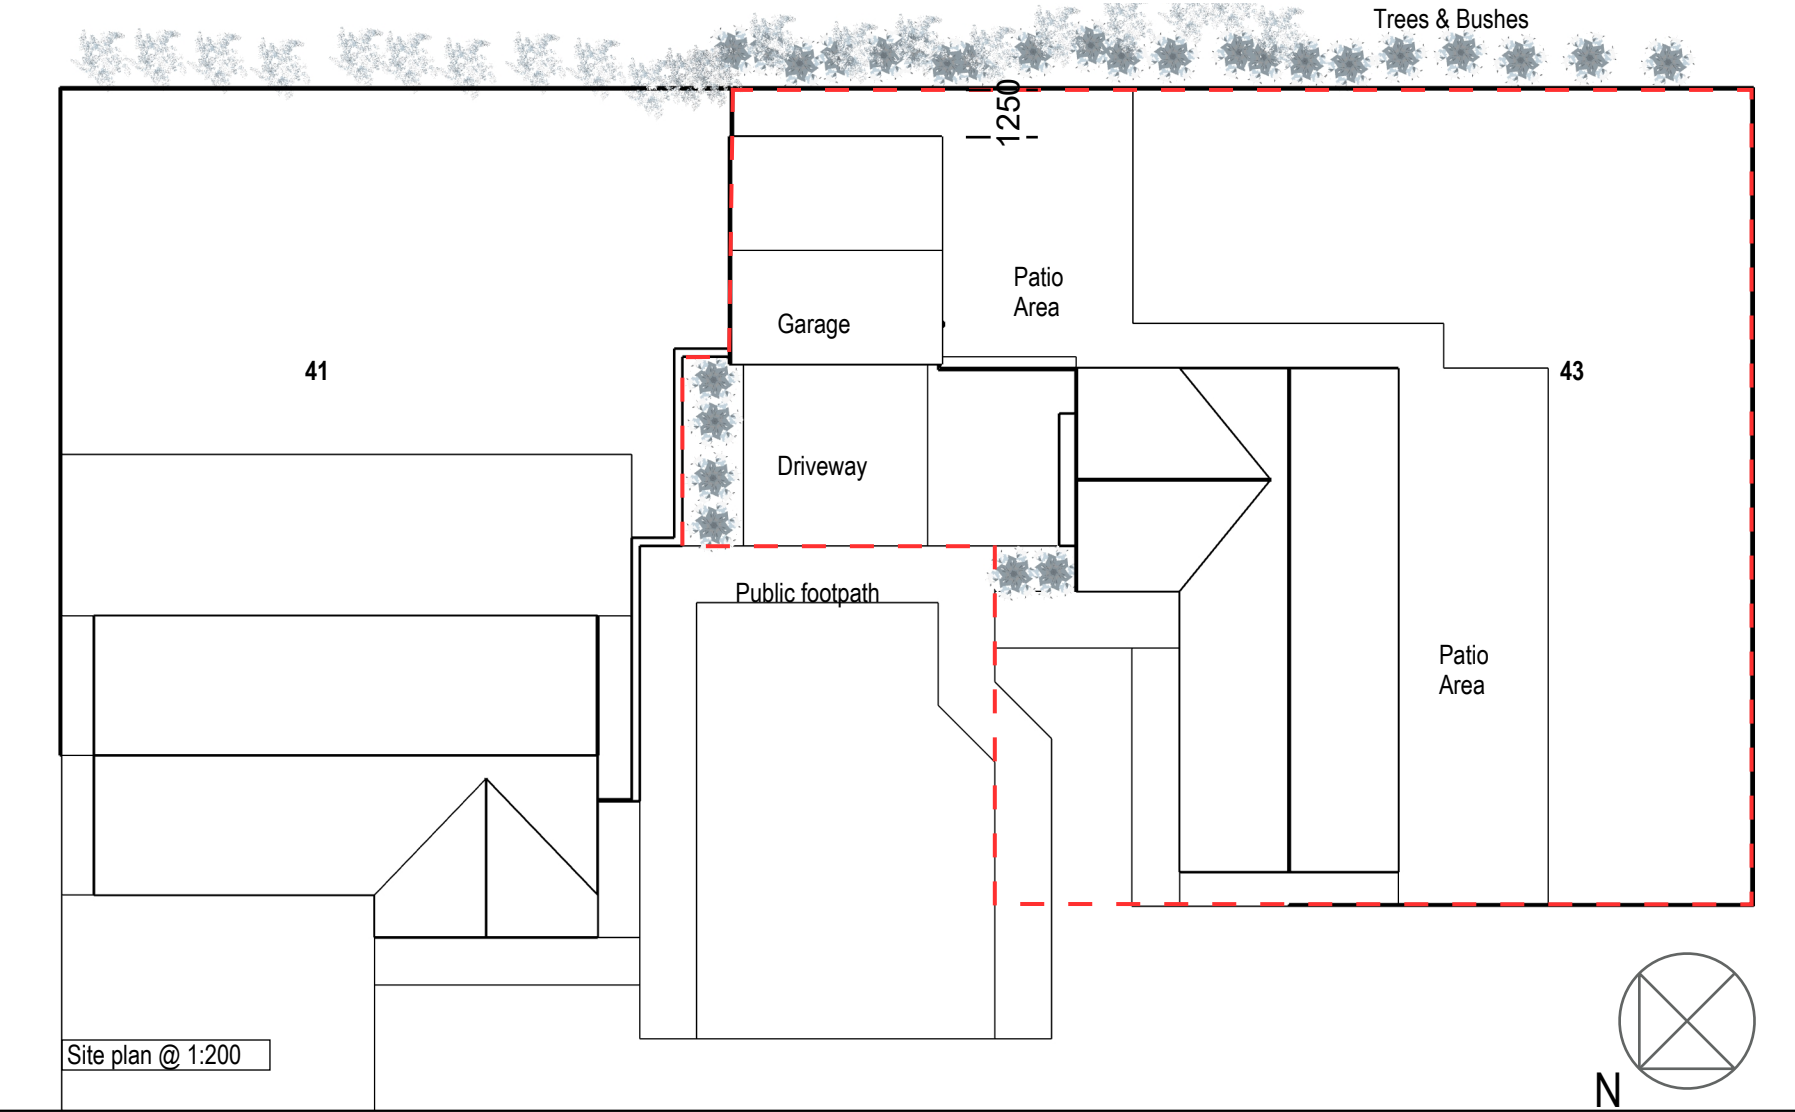 Trees & Bushes
1250
Patio
Area
Garage
41
43
Driveway
Public footpath
Patio
Area
Site plan @ 1:200
N